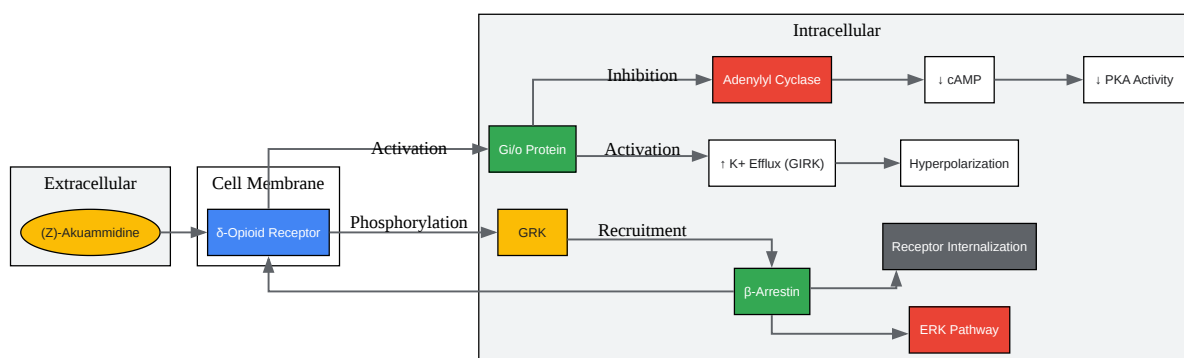 Intracellular
Inhibition
Adenylyl Cyclase
↓ cAMP
↓ PKA Activity
Activation
Gi/o Protein
Activation
↑ K+ Efflux (GIRK)
Hyperpolarization
Extracellular
Cell Membrane
(Z)-Akuammidine
δ-Opioid Receptor
Phosphorylation
GRK
Recruitment
Receptor Internalization
β-Arrestin
ERK Pathway